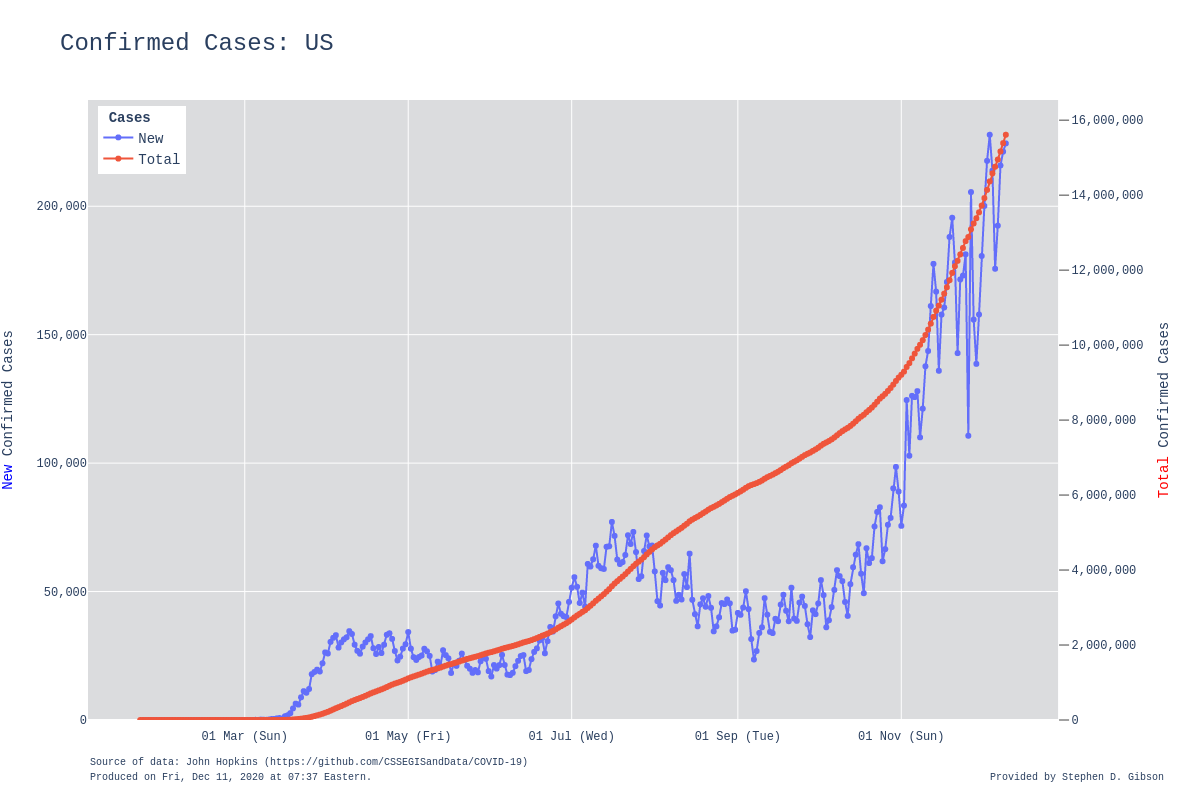 Confirmed Cases: US
Cases
New
Total
200,000
150,000
100,000
50,000
0
New Confirmed Cases
16,000,000
14,000,000
12,000,000
10,000,000
8,000,000
6,000,000
4,000,000
2,000,000
0
Total Confirmed Cases
01 Mar (Sun)
01 May (Fri)
01 Jul (Wed)
01 Sep (Tue)
01 Nov (Sun)
Source of data: John Hopkins (https://github.com/CSSEGISandData/COVID-19)
Produced on Fri, Dec 11, 2020 at 07:37 Eastern.
Provided by Stephen D. Gibson